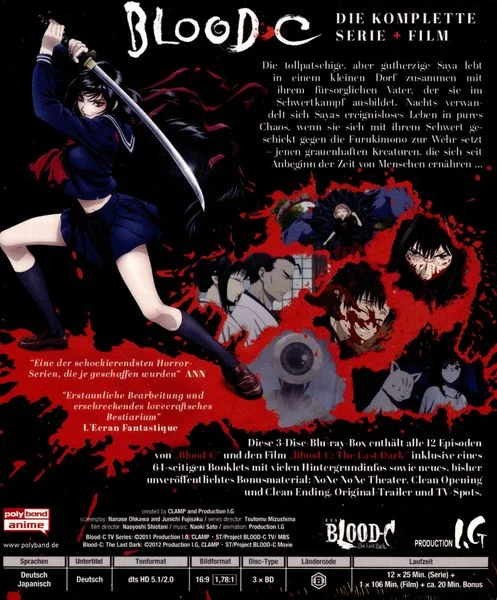 BLOOD-C
DIE KOMPLETTE
SERIE + FILM
Die tollpatschige, aber gutherzige Saya lebt
in einem kleinen Dorf zusammen mit
ihrem fürsorglichen Vater, der sie im
Schwertkampf ausbildet. Nachts verwan-
delt sich Sayas ereignisloses Leben in pures
Chaos, wenn sie sich mit ihrem Schwert ge-
schickt gegen die Furukimono zur Wehr setzt
– jenen grauenhaften Kreaturen, die sich seit
Anbeginn der Zeit von Menschen ernähren ...
“Eine der schockierendsten Horror-
Serien, die je geschaffen wurden” ANN
“Erstaunliche Bearbeitung und
erschreckendes lovecraftsches
Bestiarium”
L'Ecran Fantastique
Diese 3-Disc-Blu-ray-Box enthält alle 12 Episoden
von „Blood-C“ und den Film „Blood-C: The Last Dark“ inklusive eines
64-seitigen Booklets mit vielen Hintergrundinfos sowie neues, bisher
unveröffentlichtes Bonusmaterial: NoNe NoNe Theater, Clean Opening
und Clean Ending, Original-Trailer und TV-Spots.
created by CLAMP and Production I.G
screenplay: Nanase Ohkawa and Junichi Fujisaku / series director: Tsutomu Mizushima
film director: Naoyoshi Shiotani / music: Naoki Sato / animation: Production I.G
Blood-C TV Series: ©2011 Production I.G, CLAMP • ST/Project BLOOD-C TV/ MBS
Blood-C: The Last Dark: ©2012 Production I.G, CLAMP • ST/Project BLOOD-C Movie
polyband
anime
www.polyband.de
BLOOD-C
The Last Dark
PRODUCTION I.G
Sprachen Untertitel Tonformat Bildformat Disc-Type Ländercode Laufzeit
Deutsch
Japanisch
Deutsch
dts HD 5.1/2.0
16:9 1,78:1
3 × BD
B
12 x 25 Min. (Serie) +
1 x 106 Min. (Film) + ca. 20 Min. Bonus